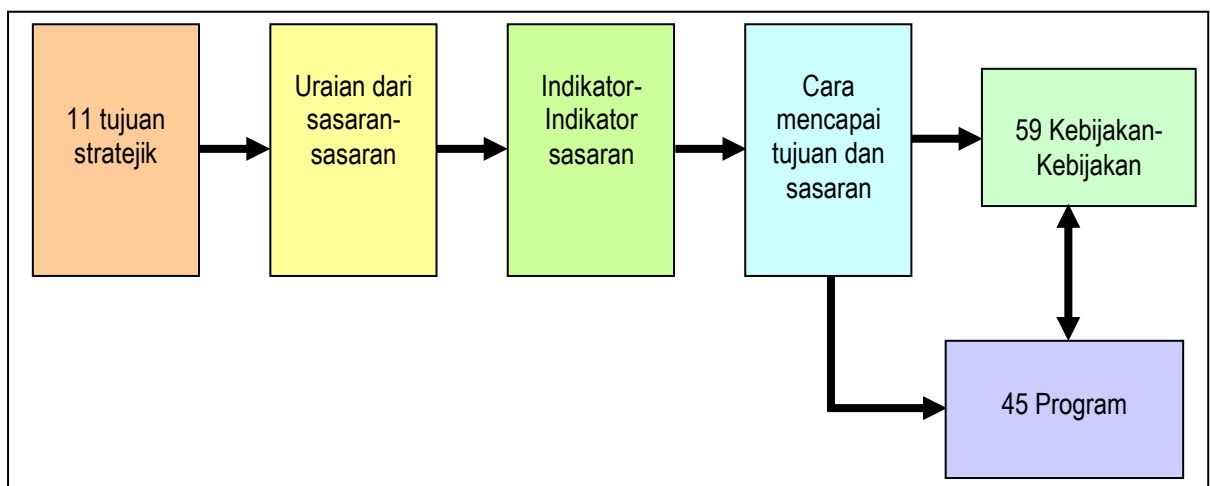 11 tujuan
stratejik
Uraian dari
sasaran-
sasaran
Indikator-
Indikator
sasaran
Cara
mencapai
tujuan dan
sasaran
59 Kebijakan-
Kebijakan
45 Program